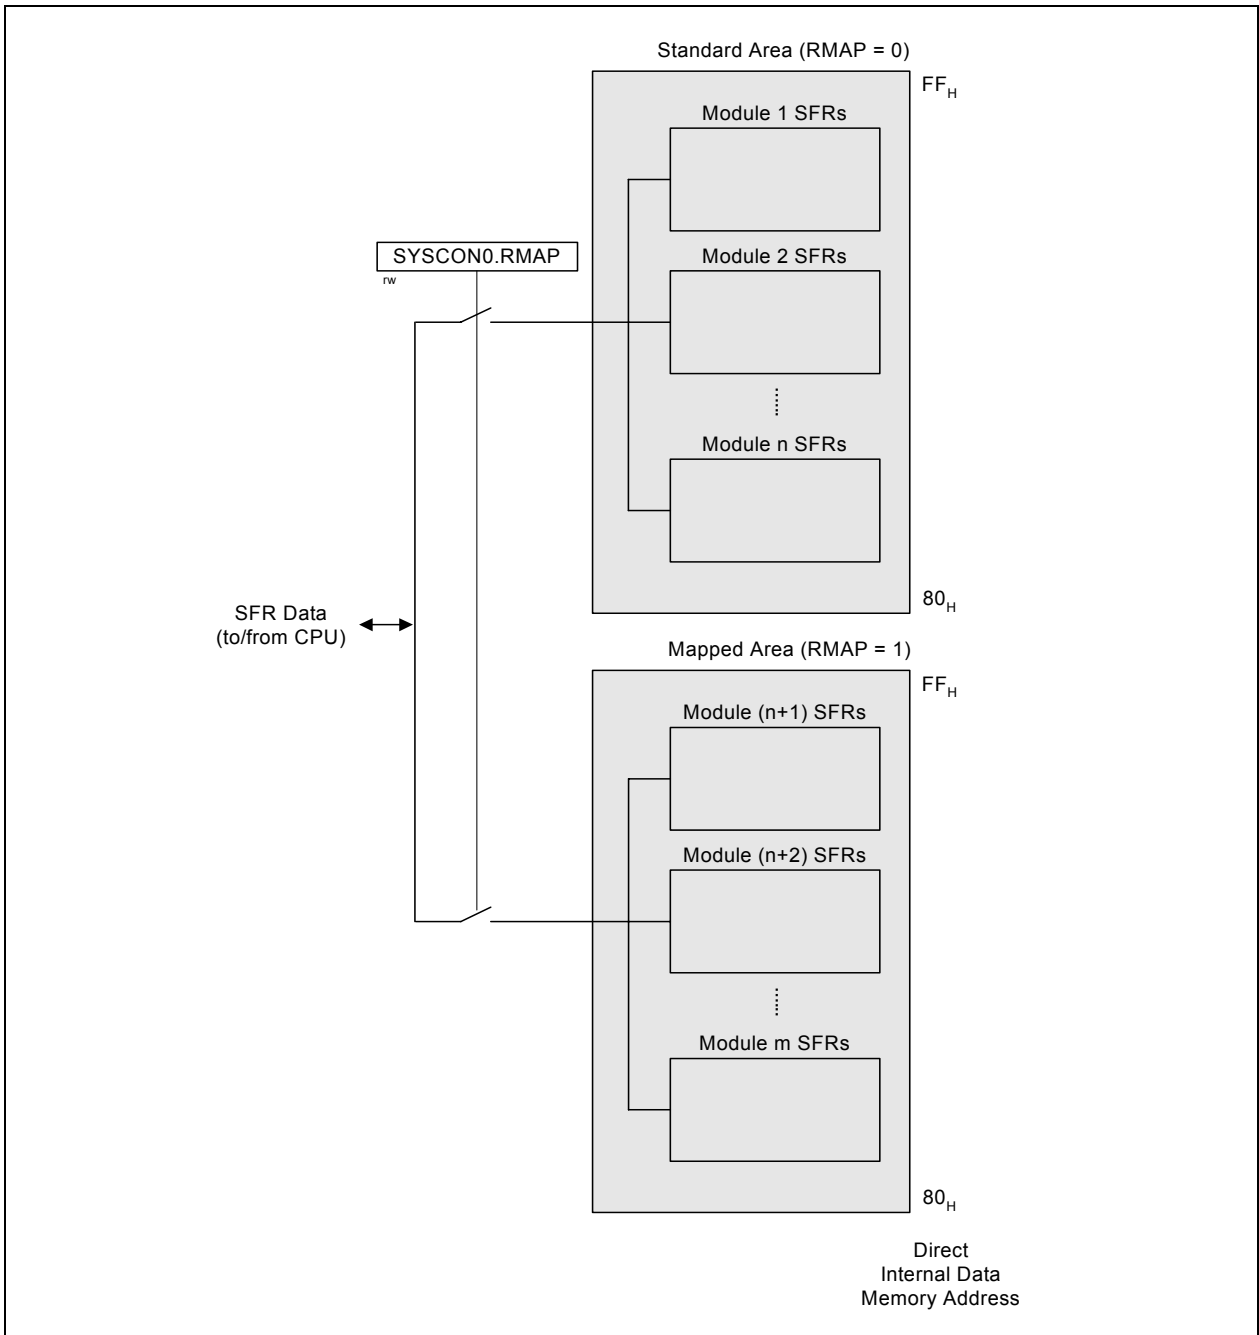 Standard Area (RMAP = 0)
FFH
Module 1 SFRs
SYSCON0.RMAP
rw
Module 2 SFRs
Module n SFRs
80H
SFR Data
(to/from CPU)
Mapped Area (RMAP = 1)
FFH
Module (n+1) SFRs
Module (n+2) SFRs
Module m SFRs
80H
Direct
Internal Data
Memory Address